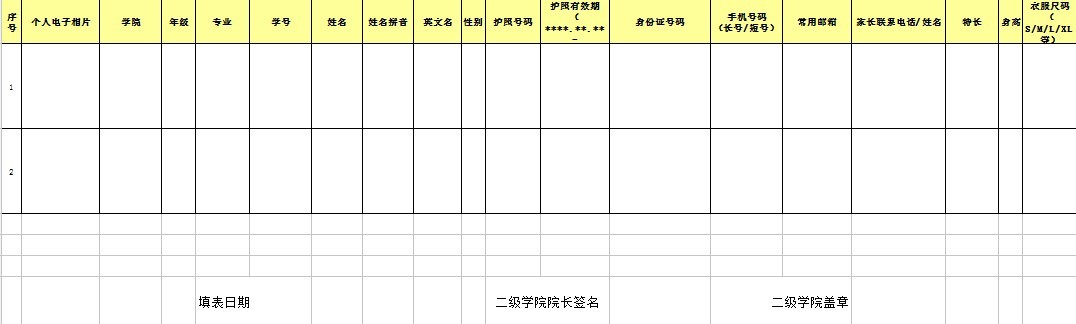 序号 个人电子相片 学院 年级 专业 学号 姓名 姓名拼音 英文名 性别 护照号码 护照有效期(****.**.**- 身份证号码 手机号码(长号/短号) 常用邮箱 家长联系电话/姓名 特长 身高 衣服尺码(S/M/L/XL等)
1
2
填表日期 二级学院院长签名 二级学院盖章